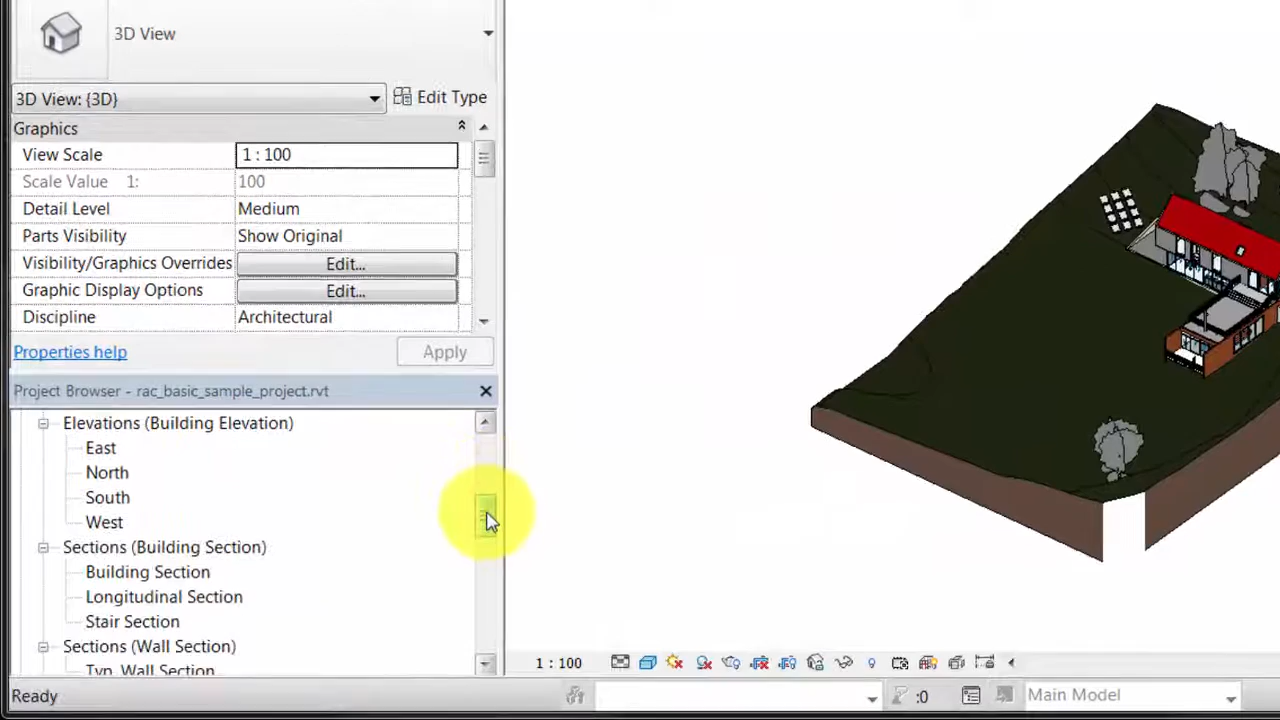 3D View
3D View: {3D}
Edit Type
Graphics
View Scale 1 : 100
Scale Value 1: 100
Detail Level Medium
Parts Visibility Show Original
Visibility/Graphics Overrides Edit...
Graphic Display Options Edit...
Discipline Architectural
Properties help Apply
Project Browser - rac_basic_sample_project.rvt
Elevations (Building Elevation)
East
North
South
West
Sections (Building Section)
Building Section
Longitudinal Section
Stair Section
Sections (Wall Section)
Typ. Wall Section
1 : 100
Ready
:0
Main Model